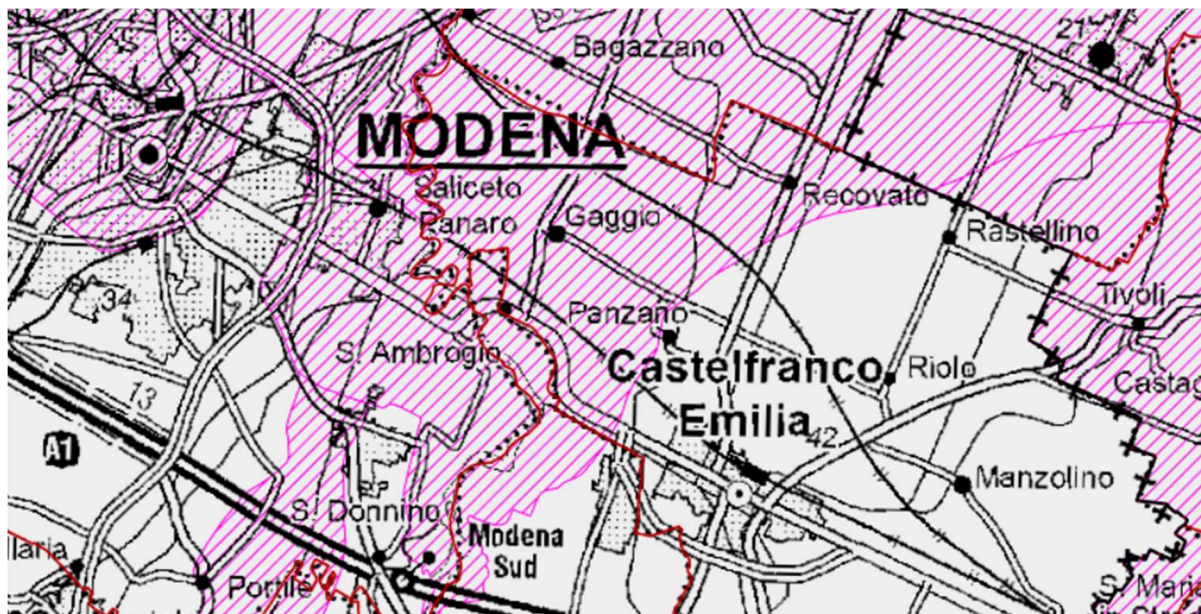 Bagazzano
21
MODENA
Saliceto
Panaro
Gaggio
Recovato
Rastellino
Tivoli
34
Panzano
S. Ambrogio
Castelfranco
Emilia
Riolo
13
42
A1
Manzolino
S. Donnino
Modena
Sud
Portile